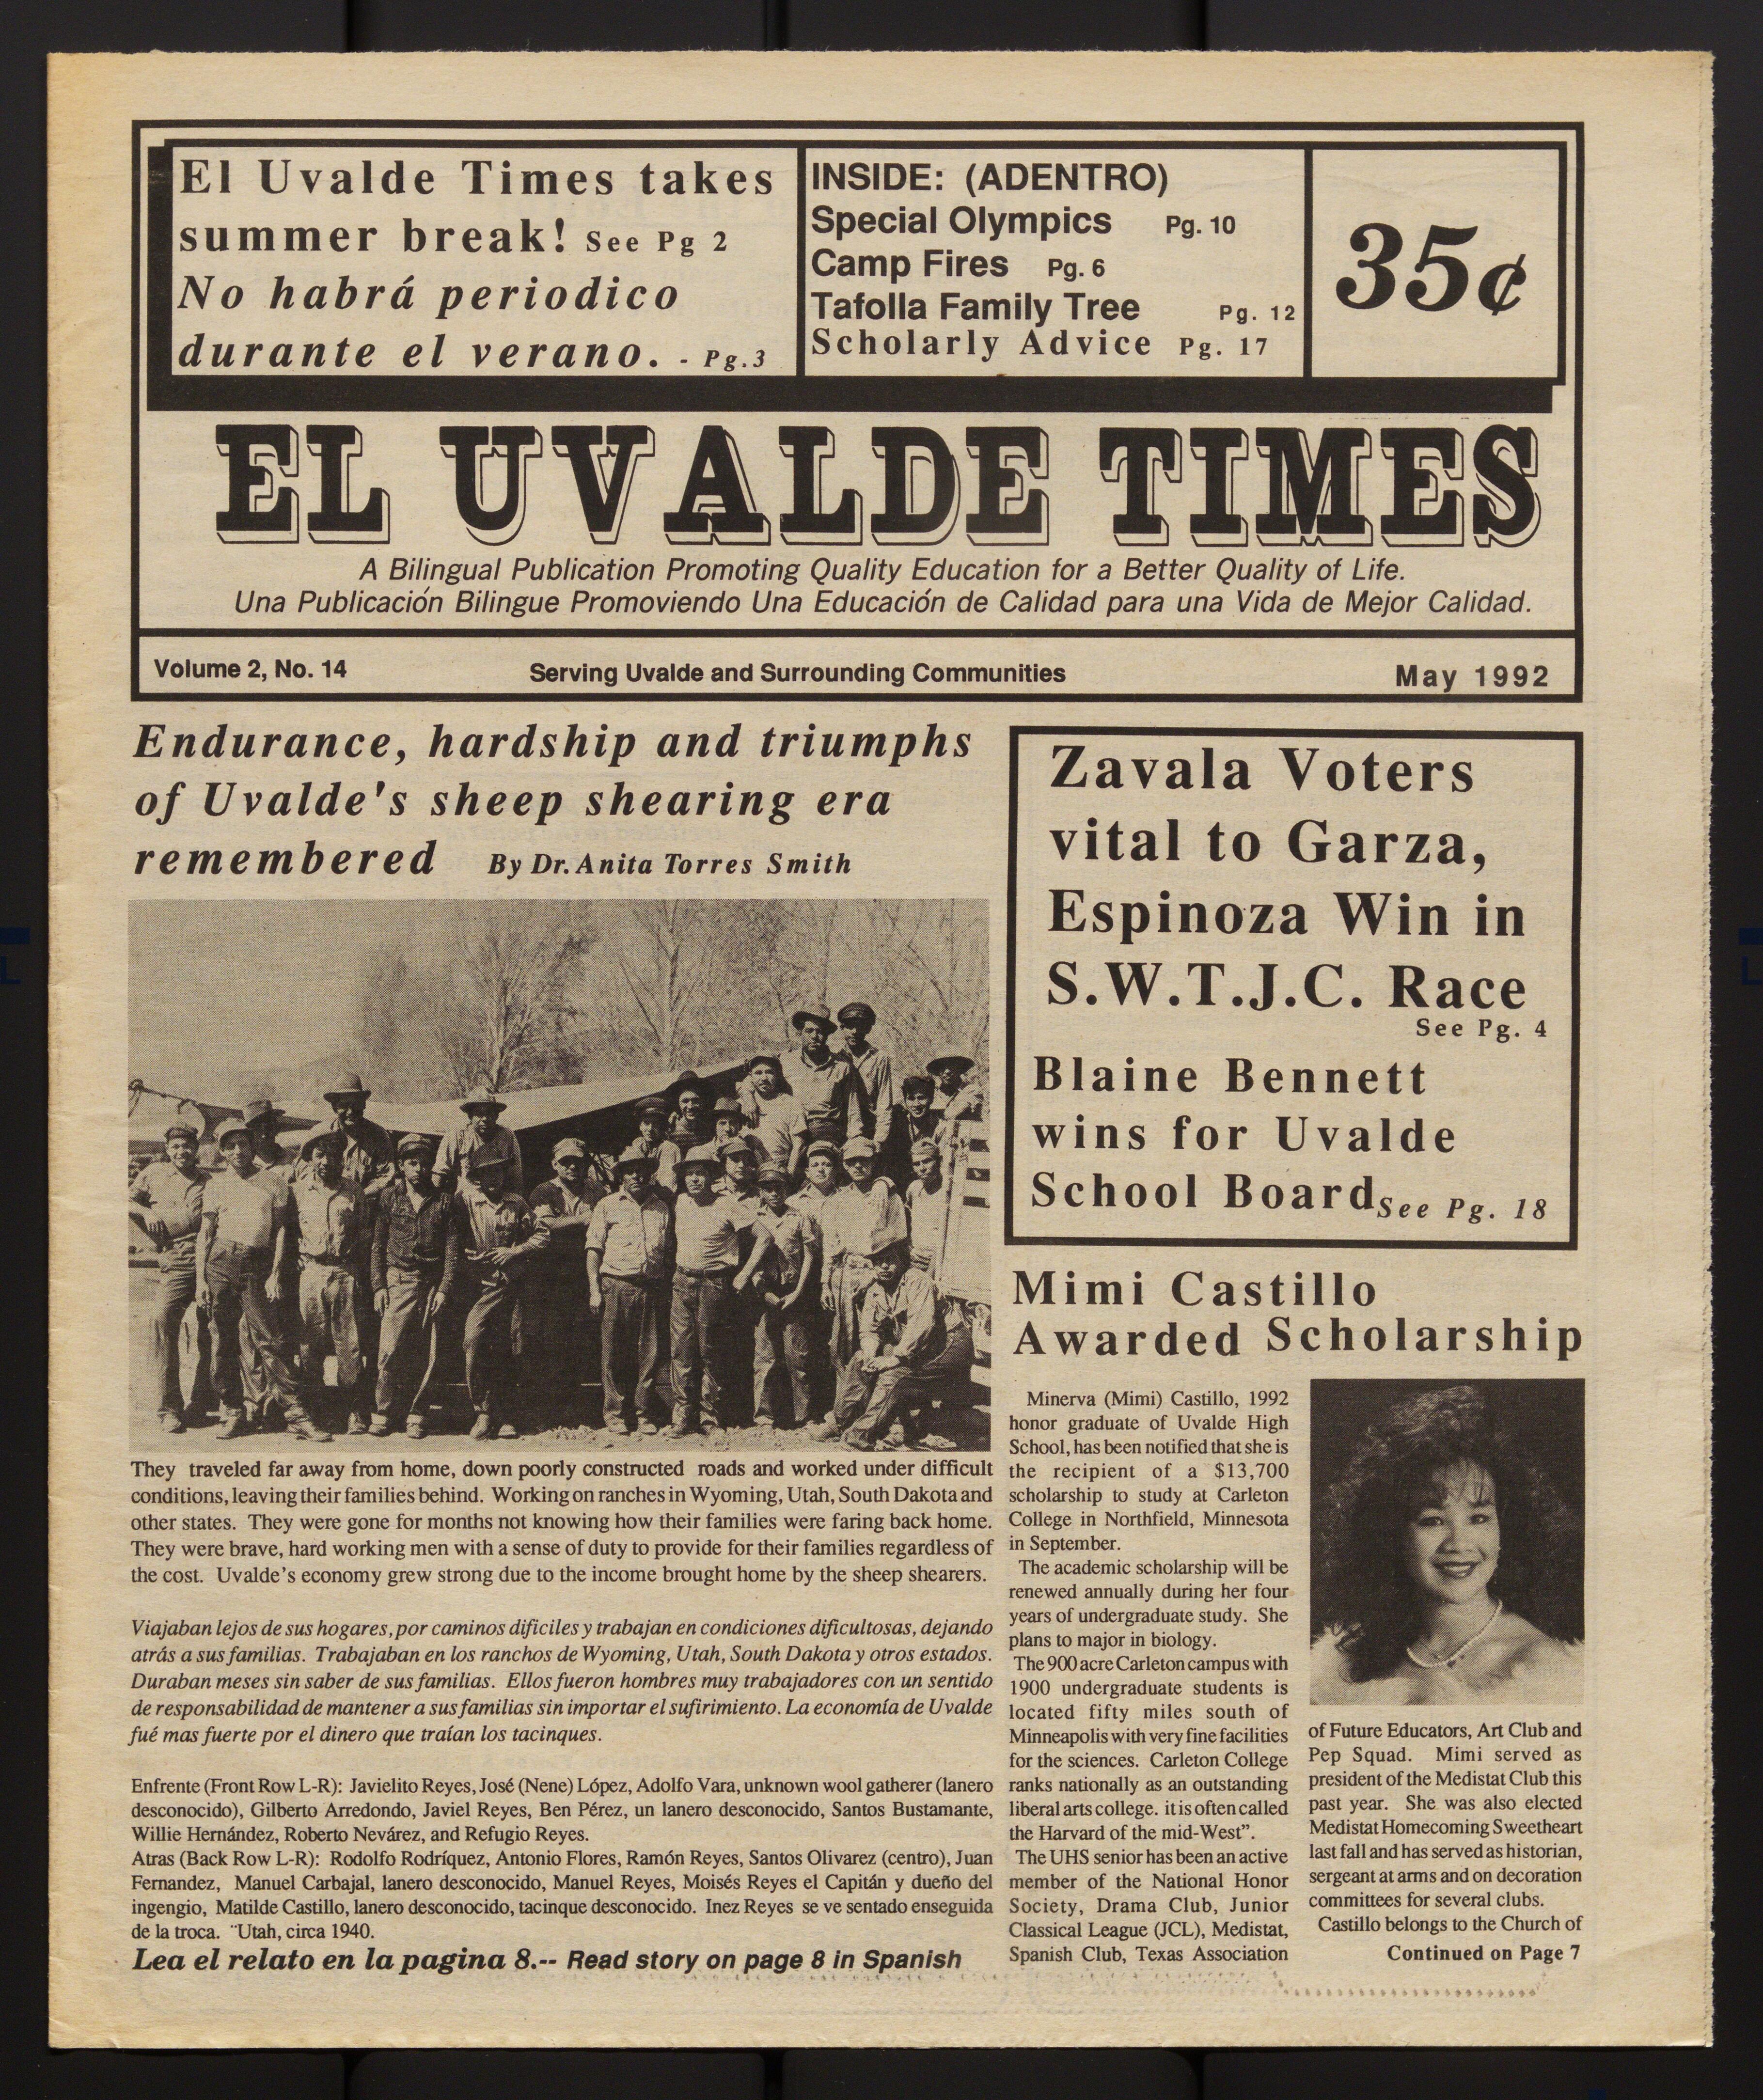 El Uvalde Times takes
summer break! See Pg 2
No habrá periodico
durante el verano. - Pg.3
INSIDE: (ADENTRO)
Special Olympics Pg. 10
Camp Fires Pg. 6
Tafolla Family Tree Pg. 12
Scholarly Advice Pg. 17
35¢
EL UVALDE TIMES
A Bilingual Publication Promoting Quality Education for a Better Quality of Life.
Una Publicación Bilingue Promoviendo Una Educación de Calidad para una Vida de Mejor Calidad.
Volume 2, No. 14 Serving Uvalde and Surrounding Communities May 1992
Endurance, hardship and triumphs
of Uvalde's sheep shearing era
remembered By Dr. Anita Torres Smith
They traveled far away from home, down poorly constructed roads and worked under difficult
conditions, leaving their families behind. Working on ranches in Wyoming, Utah, South Dakota and
other states. They were gone for months not knowing how their families were faring back home.
They were brave, hard working men with a sense of duty to provide for their families regardless of
the cost. Uvalde's economy grew strong due to the income brought home by the sheep shearers.
Viajaban lejos de sus hogares, por caminos dificiles y trabajan en condiciones dificultosas, dejando
atrás a sus familias. Trabajaban en los ranchos de Wyoming, Utah, South Dakota y otros estados.
Duraban meses sin saber de sus familias. Ellos fueron hombres muy trabajadores con un sentido
de responsabilidad de mantener a sus familias sin importar el sufirimiento. La economía de Uvalde
fué mas fuerte por el dinero que traían los tacinques.
Enfrente (Front Row L-R): Javielito Reyes, José (Nene) López, Adolfo Vara, unknown wool gatherer (lanero
desconocido), Gilberto Arredondo, Javiel Reyes, Ben Pérez, un lanero desconocido, Santos Bustamante,
Willie Hernández, Roberto Nevárez, and Refugio Reyes.
Atras (Back Row L-R): Rodolfo Rodríquez, Antonio Flores, Ramón Reyes, Santos Olivarez (centro), Juan
Fernandez, Manuel Carbajal, lanero desconocido, Manuel Reyes, Moisés Reyes el Capitán y dueño del
ingengio, Matilde Castillo, lanero desconocido, tacinque desconocido. Inez Reyes se ve sentado enseguida
de la troca. ¨Utah, circa 1940.
Lea el relato en la pagina 8.-- Read story on page 8 in Spanish
Zavala Voters
vital to Garza,
Espinoza Win in
S.W.T.J.C. Race
See Pg. 4
Blaine Bennett
wins for Uvalde
School Board See Pg. 18
Mimi Castillo
Awarded Scholarship
Minerva (Mimi) Castillo, 1992
honor graduate of Uvalde High
School, has been notified that she is
the recipient of a $13,700
scholarship to study at Carleton
College in Northfield, Minnesota
in September.
The academic scholarship will be
renewed annually during her four
years of undergraduate study. She
plans to major in biology.
The 900 acre Carleton campus with
1900 undergraduate students is
located fifty miles south of
Minneapolis with very fine facilities
for the sciences. Carleton College
ranks nationally as an outstanding
liberal arts college. it is often called
the Harvard of the mid-West".
The UHS senior has been an active
member of the National Honor
Society, Drama Club, Junior
Classical League (JCL), Medistat,
Spanish Club, Texas Association
of Future Educators, Art Club and
Pep Squad. Mimi served as
president of the Medistat Club this
past year. She was also elected
Medistat Homecoming Sweetheart
last fall and has served as historian,
sergeant at arms and on decoration
committees for several clubs.
Castillo belongs to the Church of
Continued on Page 7